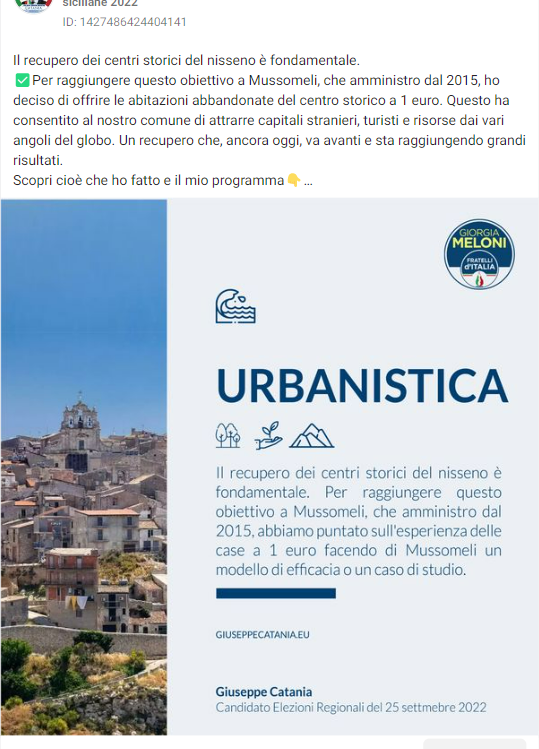 siciliane 2022
ID: 1427486424404141
Il recupero dei centri storici del nisseno è fondamentale.
✅Per raggiungere questo obiettivo a Mussomeli, che amministro dal 2015, ho
deciso di offrire le abitazioni abbandonate del centro storico a 1 euro. Questo ha
consentito al nostro comune di attrarre capitali stranieri, turisti e risorse dai vari
angoli del globo. Un recupero che, ancora oggi, va avanti e sta raggiungendo grandi
risultati.
Scopri cioè che ho fatto e il mio programma👇...
GIORGIA
MELONI
FRATELLI
d'ITALIA
URBANISTICA
Il recupero dei centri storici del nisseno è
fondamentale. Per raggiungere questo
obiettivo a Mussomeli, che amministro dal
2015, abbiamo puntato sull'esperienza delle
case a 1 euro facendo di Mussomeli un
modello di efficacia o un caso di studio.
GIUSEPPECATANIA.EU
Giuseppe Catania
Candidato Elezioni Regionali del 25 settmebre 2022